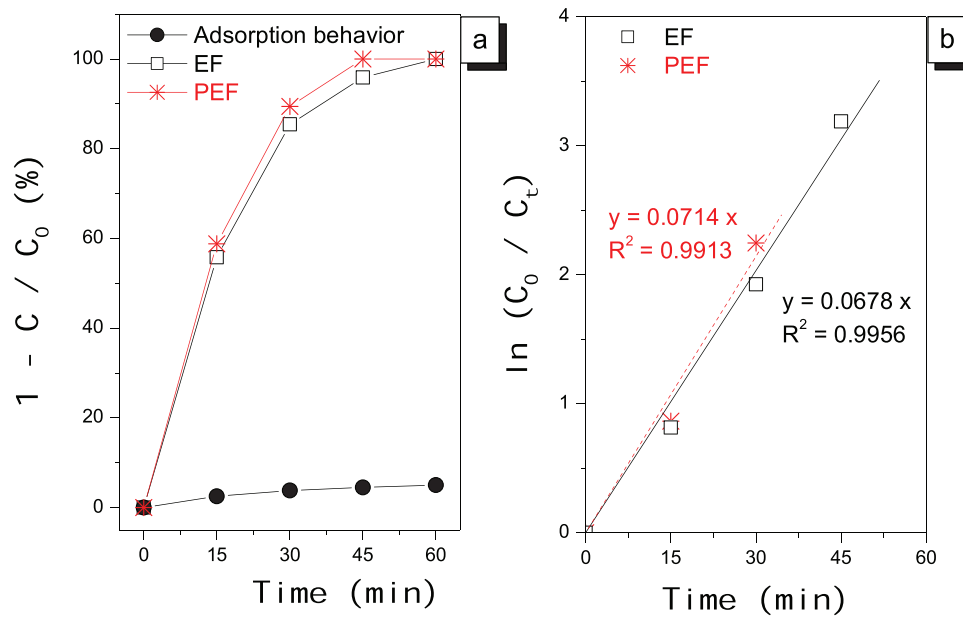 Adsorption behavior
EF
PEF
a
100
80
60
40
20
0
1 - C / C₀ (%)
0 15 30 45 60
Time (min)
EF
PEF
b
4
3
2
1
0
ln (C₀ / Cₜ)
y = 0.0714 x
R² = 0.9913
y = 0.0678 x
R² = 0.9956
0 15 30 45 60
Time (min)